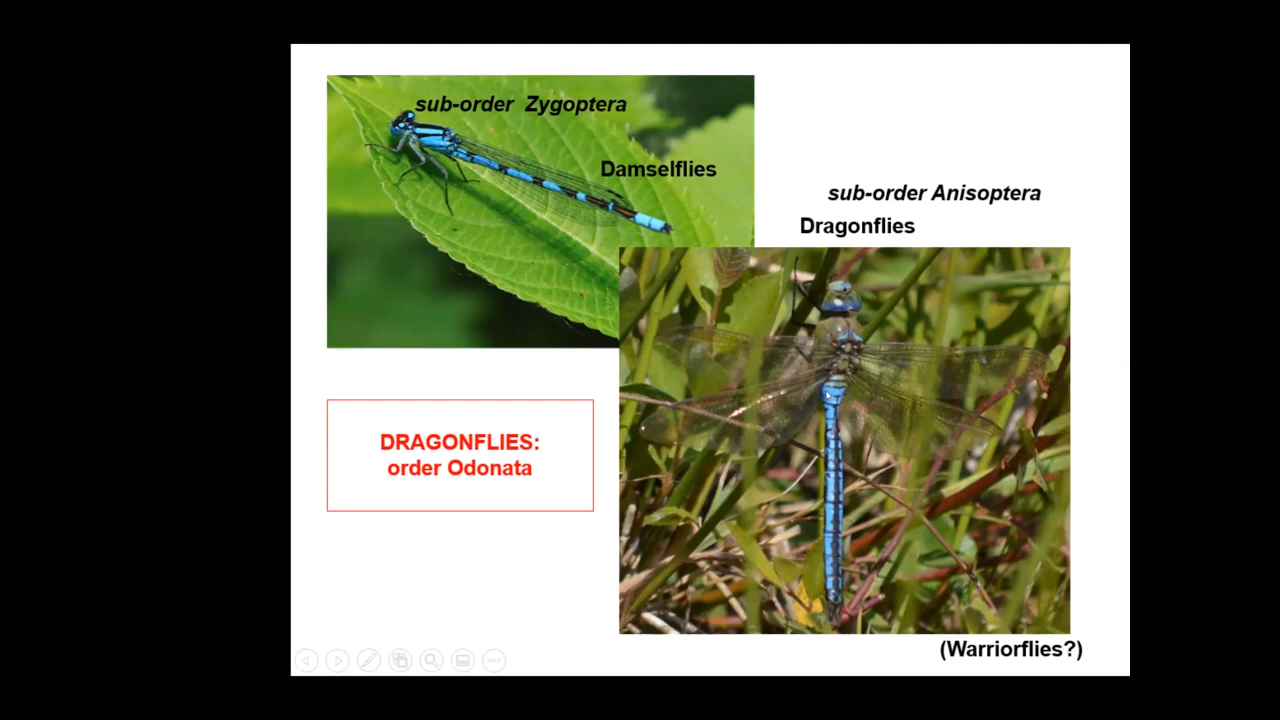 sub-order Zygoptera
Damselflies
sub-order Anisoptera
Dragonflies
DRAGONFLIES:
order Odonata
(Warriorflies?)